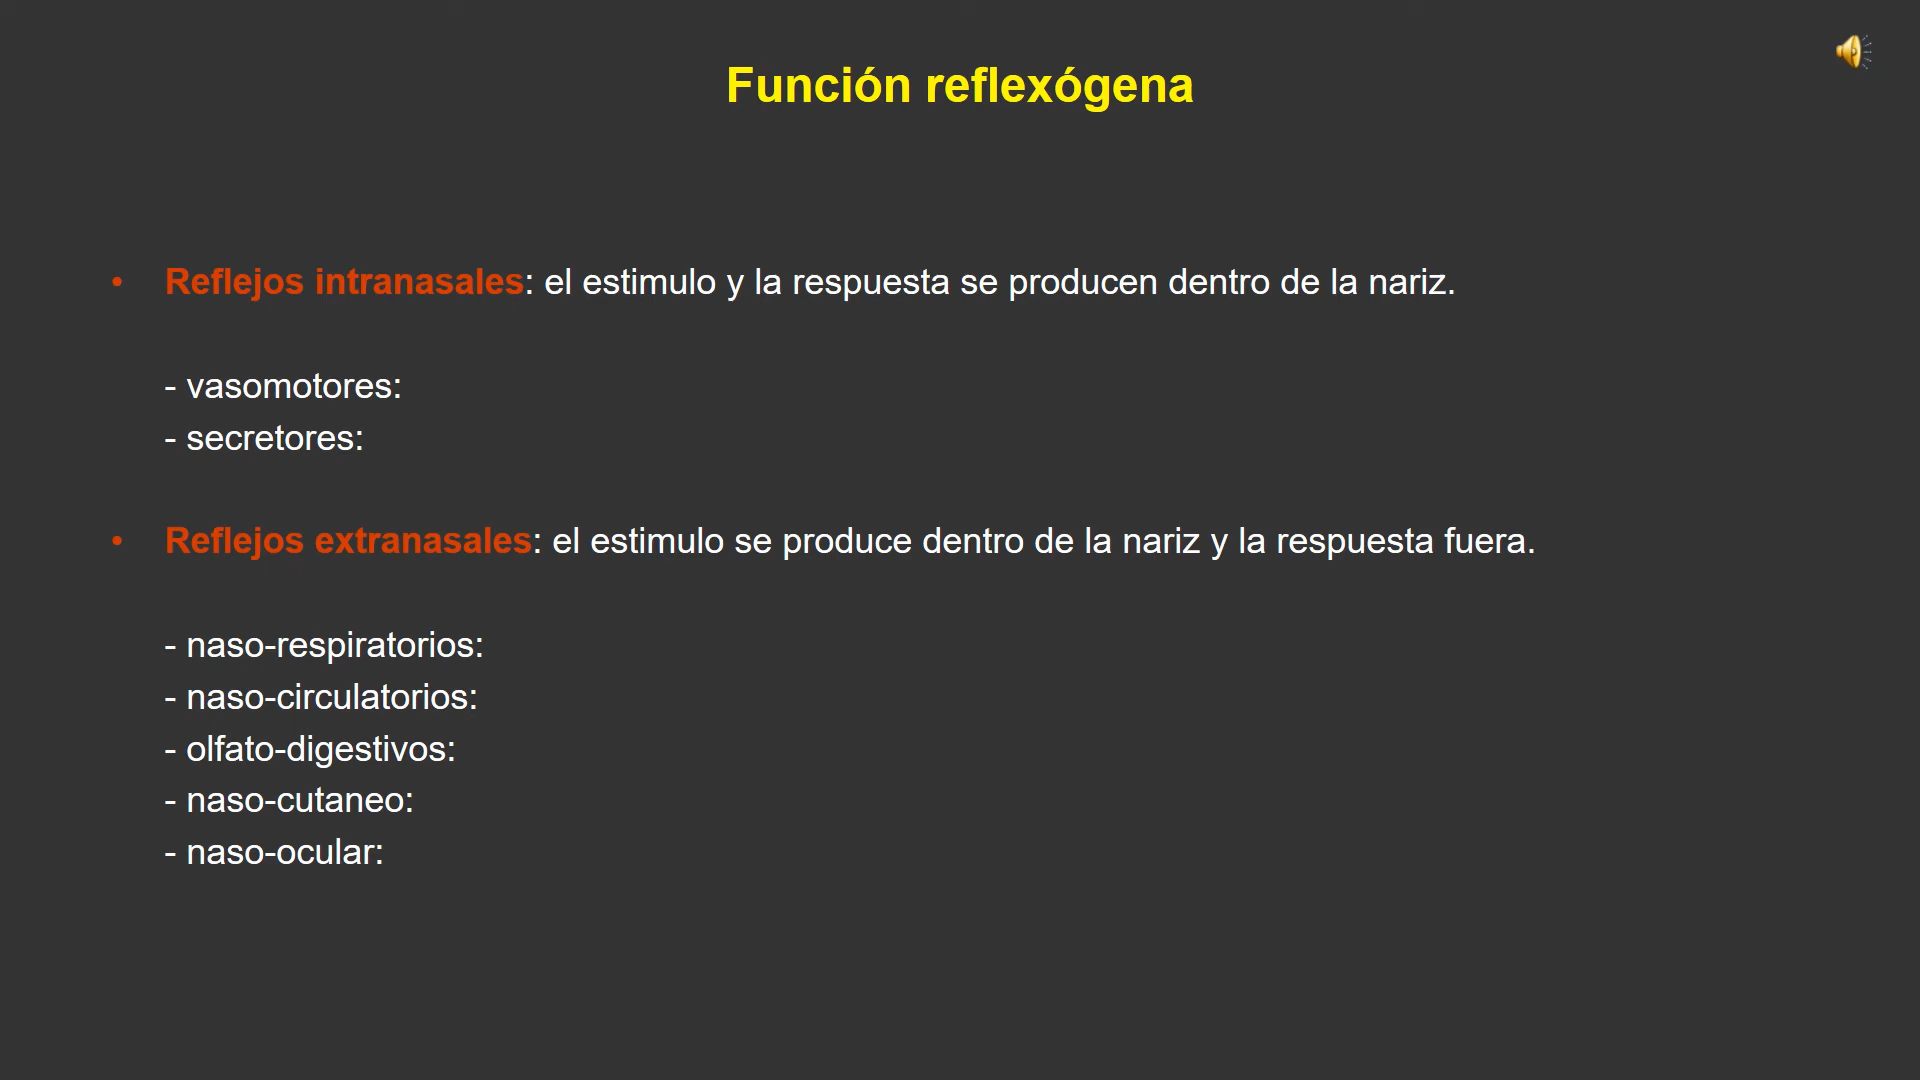 Función reflexógena
• Reflejos intranasales: el estimulo y la respuesta se producen dentro de la nariz.
- vasomotores:
- secretores:
• Reflejos extranasales: el estimulo se produce dentro de la nariz y la respuesta fuera.
- naso-respiratorios:
- naso-circulatorios:
- olfato-digestivos:
- naso-cutaneo:
- naso-ocular: